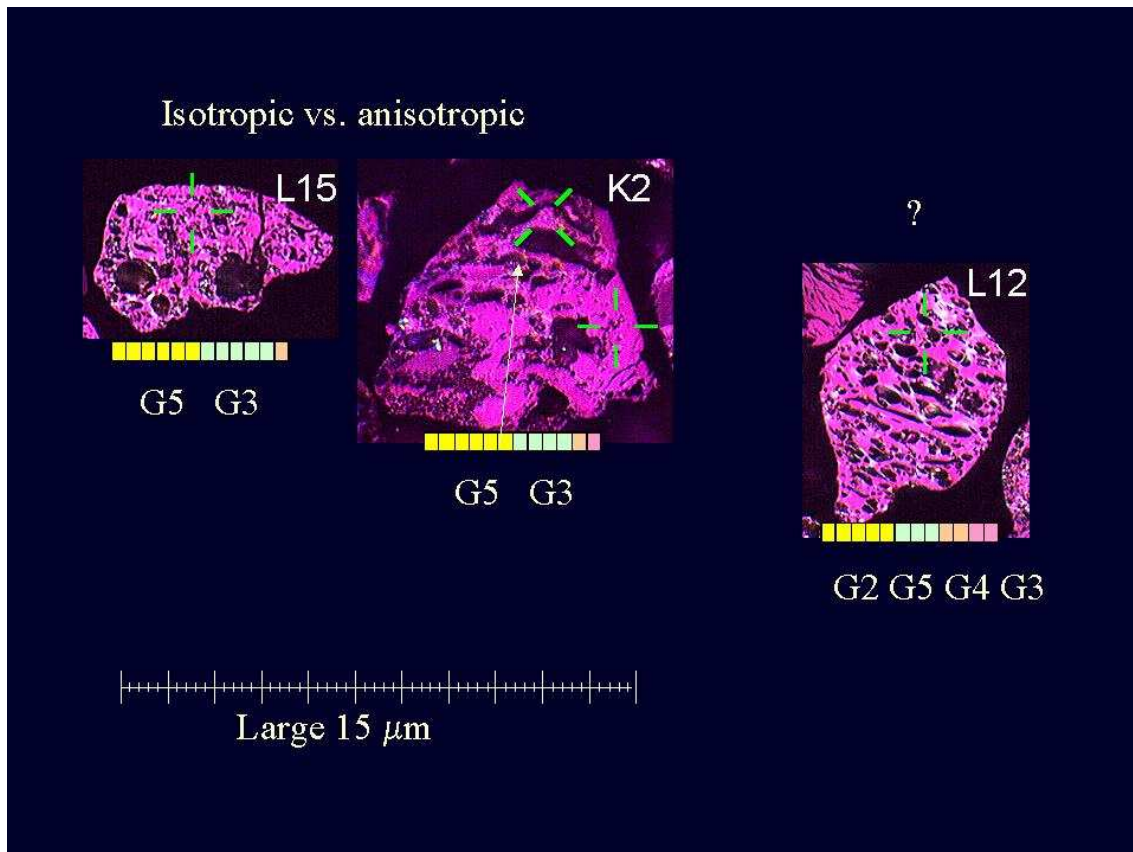 Isotropic vs. anisotropic
L15
K2
?
L12
G5 G3
G5 G3
G2 G5 G4 G3
Large 15 μm